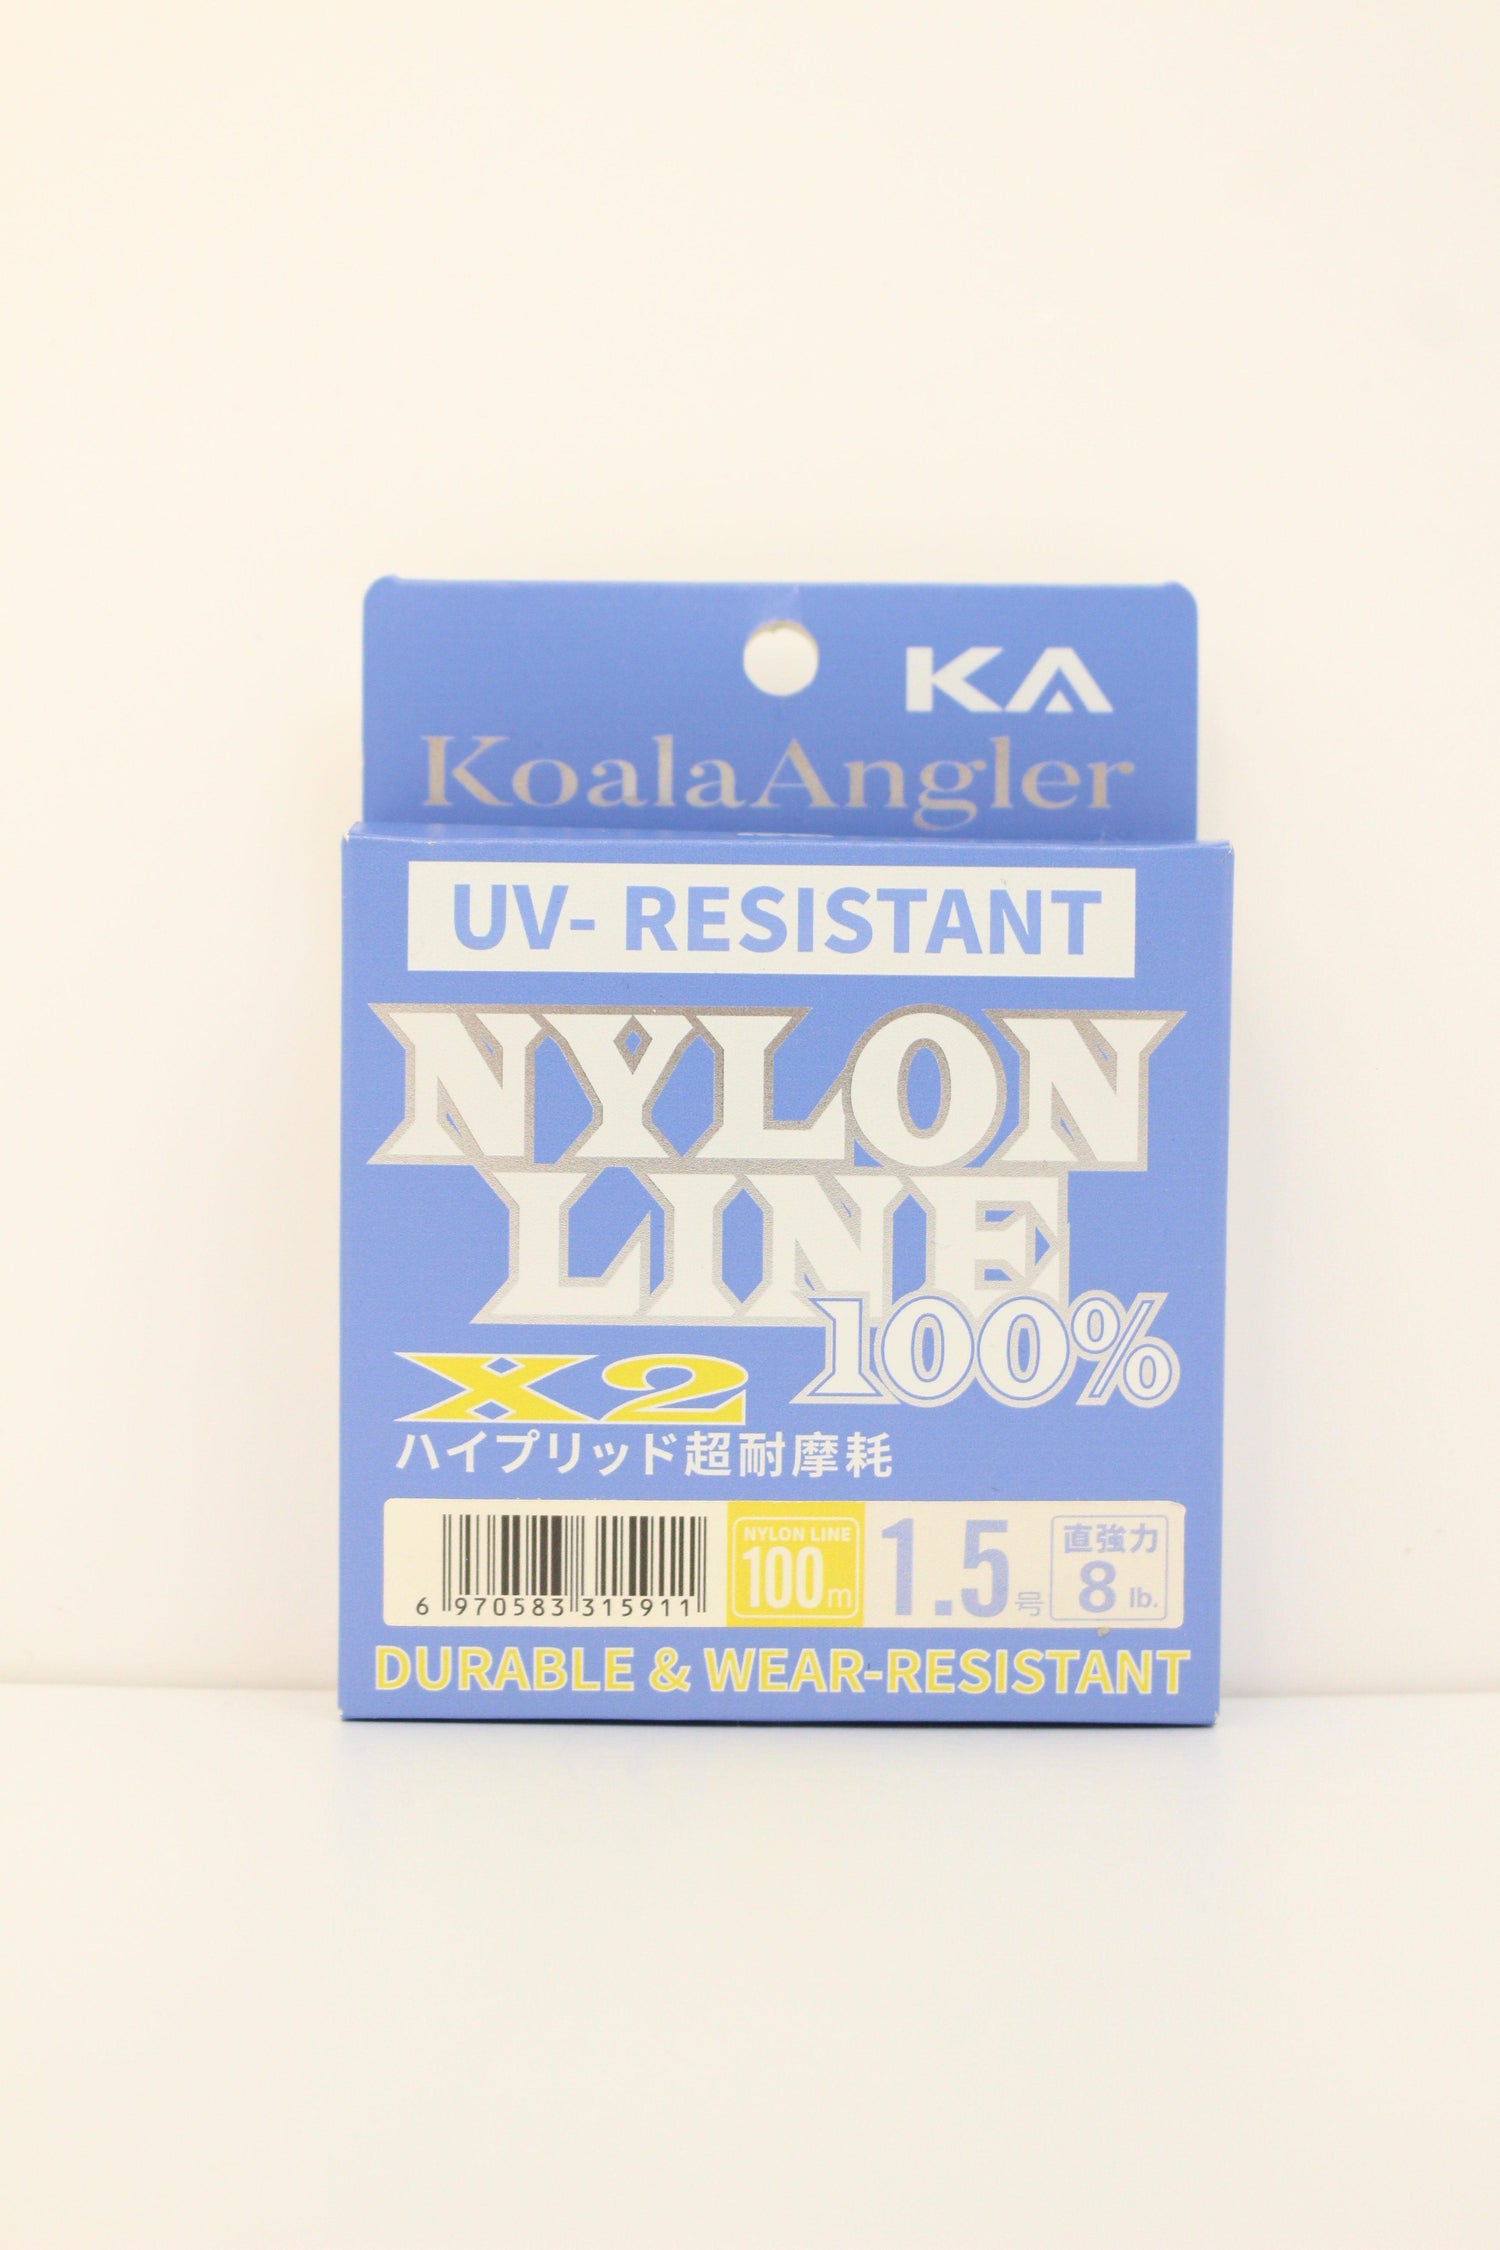 KA
KoalaAngler
UV- RESISTANT
NYLON
LINE
100%
X2
ハイプリッド超耐摩耗
6 970583 315911
NYLON LINE
100m
1.5号
直強力
8 lb.
DURABLE & WEAR-RESISTANT